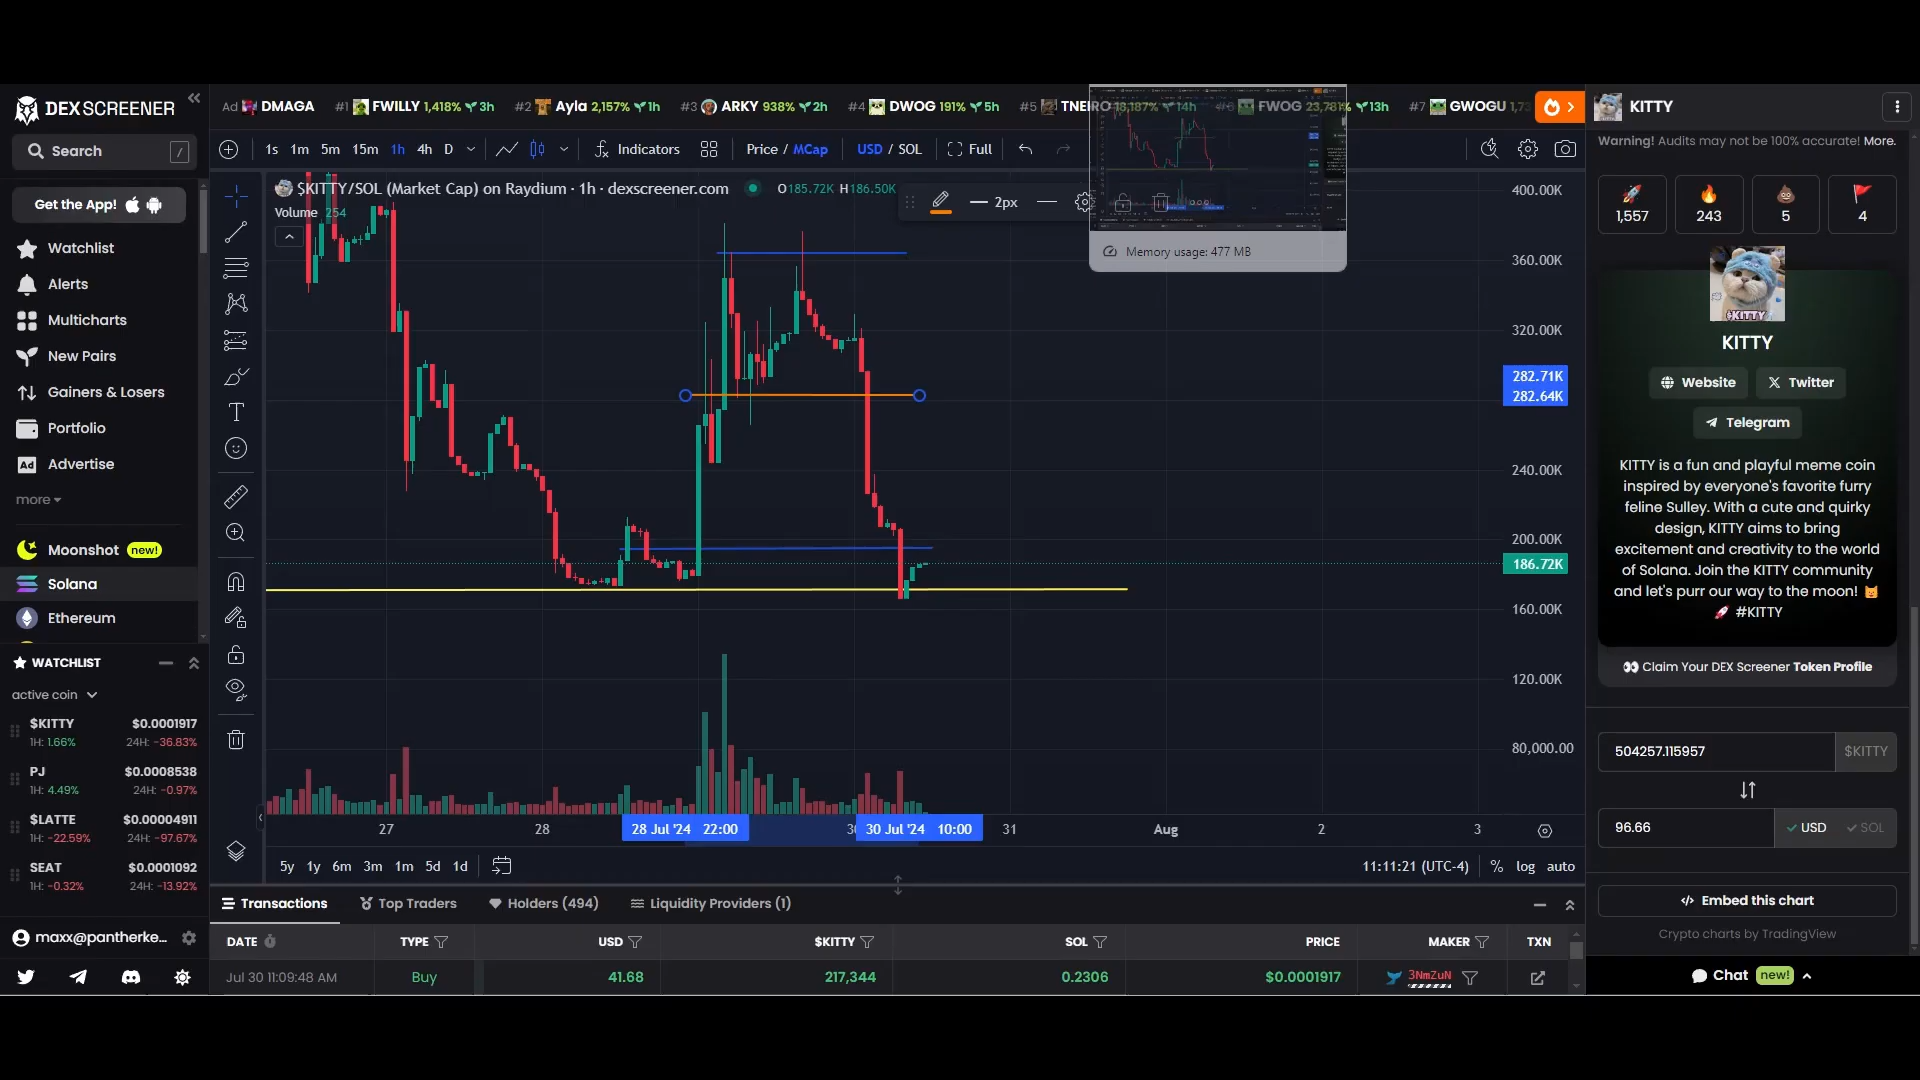 DEX SCREENER
Search /
Get the App!
Watchlist
Alerts
Multicharts
New Pairs
Gainers & Losers
Portfolio
Ad Advertise
more
Moonshot new!
Solana
Ethereum
WATCHLIST
active coin
$KITTY $0.0001917
1H: 1.66% 24H: -36.83%
PJ $0.0008538
1H: 4.49% 24H: -0.97%
$LATTE $0.00004911
1H: -22.59% 24H: -97.67%
SEAT $0.0001092
1H: -0.32% 24H: -13.92%
maxx@pantherke...
Ad DMAGA #1 FWILLY 1,418% 3h #2 Ayla 2,157% 1h #3 ARKY 938% 2h #4 DWOG 191% 5h #5 TNEIRO 18,187% 14h #6 FWOG 23,781% 13h #7 GWOGU
1s 1m 5m 15m 1h 4h D Indicators Price / MCap USD / SOL Full
$KITTY/SOL (Market Cap) on Raydium · 1h · dexscreener.com O185.72K H186.50K
Volume 254
2px
Memory usage: 477 MB
400.00K
360.00K
320.00K
282.71K
282.64K
240.00K
200.00K
186.72K
160.00K
120.00K
80,000.00
27 28 28 Jul '24 22:00 30 Jul '24 10:00 31 Aug 2 3
5y 1y 6m 3m 1m 5d 1d 11:11:21 (UTC-4) % log auto
Transactions Top Traders Holders (494) Liquidity Providers (1)
DATE TYPE USD $KITTY SOL PRICE MAKER TXN
Jul 30 11:09:48 AM Buy 41.68 217,344 0.2306 $0.0001917 3NmZuN
KITTY
Warning! Audits may not be 100% accurate! More.
1,557 243 5 4
$KITTY
KITTY
Website Twitter
Telegram
KITTY is a fun and playful meme coin
inspired by everyone's favorite furry
feline Sulley. With a cute and quirky
design, KITTY aims to bring
excitement and creativity to the world
of Solana. Join the KITTY community
and let's purr our way to the moon!
#KITTY
Claim Your DEX Screener Token Profile
504257.115957 $KITTY
96.66 USD SOL
Embed this chart
Crypto charts by TradingView
Chat new!